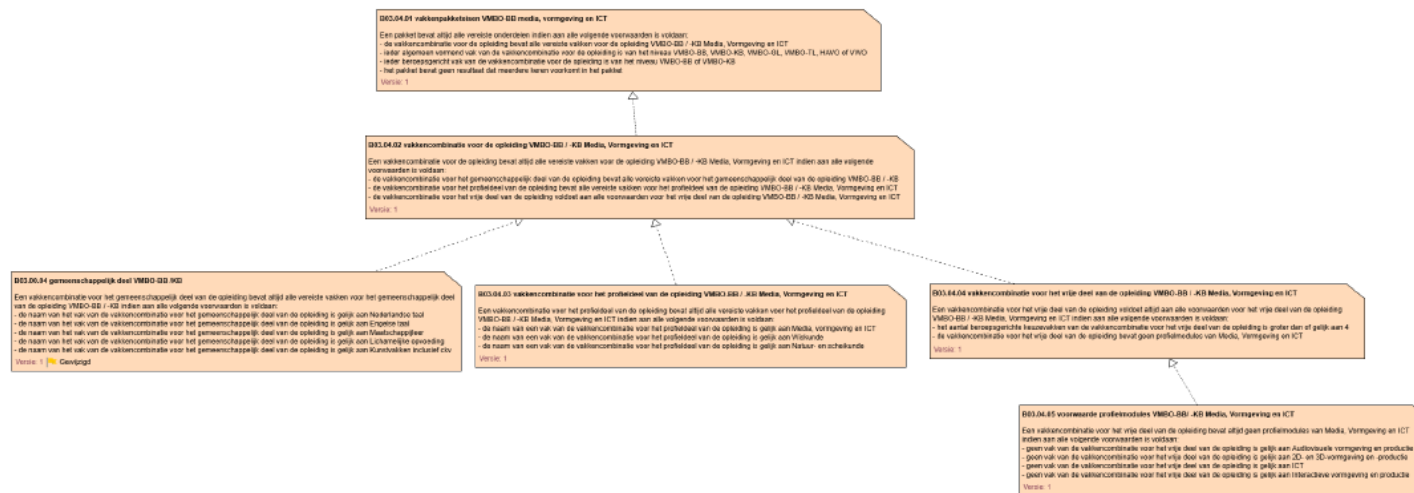 B03.04.01 vakkenpakketeisen VMBO-BB media, vormgeving en ICT
Een pakket bevat altijd alle vereiste onderdelen indien aan alle volgende voorwaarden is voldaan:
- de vakkencombinatie voor de opleiding bevat alle vereiste vakken voor de opleiding VMBO-BB / -KB Media, Vormgeving en ICT
- ieder algemeen vormend vak van de vakkencombinatie voor de opleiding is van het niveau VMBO-BB, VMBO-KB, VMBO-GL, VMBO-TL, HAVO of VWO
- ieder beroepsgericht vak van de vakkencombinatie voor de opleiding is van het niveau VMBO-BB of VMBO-KB
- het pakket bevat geen resultaat dat meerdere keren voorkomt in het pakket
Versie: 1
B03.04.02 vakkencombinatie voor de opleiding VMBO-BB / -KB Media, Vormgeving en ICT
Een vakkencombinatie voor de opleiding bevat altijd alle vereiste vakken voor de opleiding VMBO-BB / -KB Media, Vormgeving en ICT indien aan alle volgende
voorwaarden is voldaan:
- de vakkencombinatie voor het gemeenschappelijk deel van de opleiding bevat alle vereiste vakken voor het gemeenschappelijk deel van de opleiding VMBO-BB / -KB
- de vakkencombinatie voor het profieldeel van de opleiding bevat alle vereiste vakken voor het profieldeel van de opleiding VMBO-BB / -KB Media, Vormgeving en ICT
- de vakkencombinatie voor het vrije deel van de opleiding voldoet aan alle voorwaarden voor het vrije deel van de opleiding VMBO-BB / -KB Media, Vormgeving en ICT
Versie: 1
B03.00.04 gemeenschappelijk deel VMBO-BB /KB
Een vakkencombinatie voor het gemeenschappelijk deel van de opleiding bevat altijd alle vereiste vakken voor het gemeenschappelijk deel
van de opleiding VMBO-BB / -KB indien aan alle volgende voorwaarden is voldaan:
- de naam van het vak van de vakkencombinatie voor het gemeenschappelijk deel van de opleiding is gelijk aan Nederlandse taal
- de naam van het vak van de vakkencombinatie voor het gemeenschappelijk deel van de opleiding is gelijk aan Engelse taal
- de naam van het vak van de vakkencombinatie voor het gemeenschappelijk deel van de opleiding is gelijk aan Maatschappijleer
- de naam van het vak van de vakkencombinatie voor het gemeenschappelijk deel van de opleiding is gelijk aan Lichamelijke opvoeding
- de naam van het vak van de vakkencombinatie voor het gemeenschappelijk deel van de opleiding is gelijk aan Kunstvakken inclusief ckv
Versie: 1 Gewijzigd
B03.04.03 vakkencombinatie voor het profieldeel van de opleiding VMBO-BB / -KB Media, Vormgeving en ICT
Een vakkencombinatie voor het profieldeel van de opleiding bevat altijd alle vereiste vakken voor het profieldeel van de opleiding
VMBO-BB / -KB Media, Vormgeving en ICT indien aan alle volgende voorwaarden is voldaan:
- de naam van een vak van de vakkencombinatie voor het profieldeel van de opleiding is gelijk aan Media, vormgeving en ICT
- de naam van een vak van de vakkencombinatie voor het profieldeel van de opleiding is gelijk aan Wiskunde
- de naam van een vak van de vakkencombinatie voor het profieldeel van de opleiding is gelijk aan Natuur- en scheikunde
Versie: 1
B03.04.04 vakkencombinatie voor het vrije deel van de opleiding VMBO-BB / -KB Media, Vormgeving en ICT
Een vakkencombinatie voor het vrije deel van de opleiding voldoet altijd aan alle voorwaarden voor het vrije deel van de opleiding
VMBO-BB / -KB Media, Vormgeving en ICT indien aan alle volgende voorwaarden is voldaan:
- het aantal beroepsgerichte keuzevakken van de vakkencombinatie voor het vrije deel van de opleiding is groter dan of gelijk aan 4
- de vakkencombinatie voor het vrije deel van de opleiding bevat geen profielmodules van Media, Vormgeving en ICT
Versie: 1
B03.04.05 voorwaarde profielmodules VMBO-BB/ -KB Media, Vormgeving en ICT
Een vakkencombinatie voor het vrije deel van de opleiding bevat altijd geen profielmodules van Media, Vormgeving en ICT
indien aan alle volgende voorwaarden is voldaan:
- geen vak van de vakkencombinatie voor het vrije deel van de opleiding is gelijk aan Audiovisuele vormgeving en productie
- geen vak van de vakkencombinatie voor het vrije deel van de opleiding is gelijk aan 2D- en 3D-vormgeving en -productie
- geen vak van de vakkencombinatie voor het vrije deel van de opleiding is gelijk aan ICT
- geen vak van de vakkencombinatie voor het vrije deel van de opleiding is gelijk aan Interactieve vormgeving en productie
Versie: 1